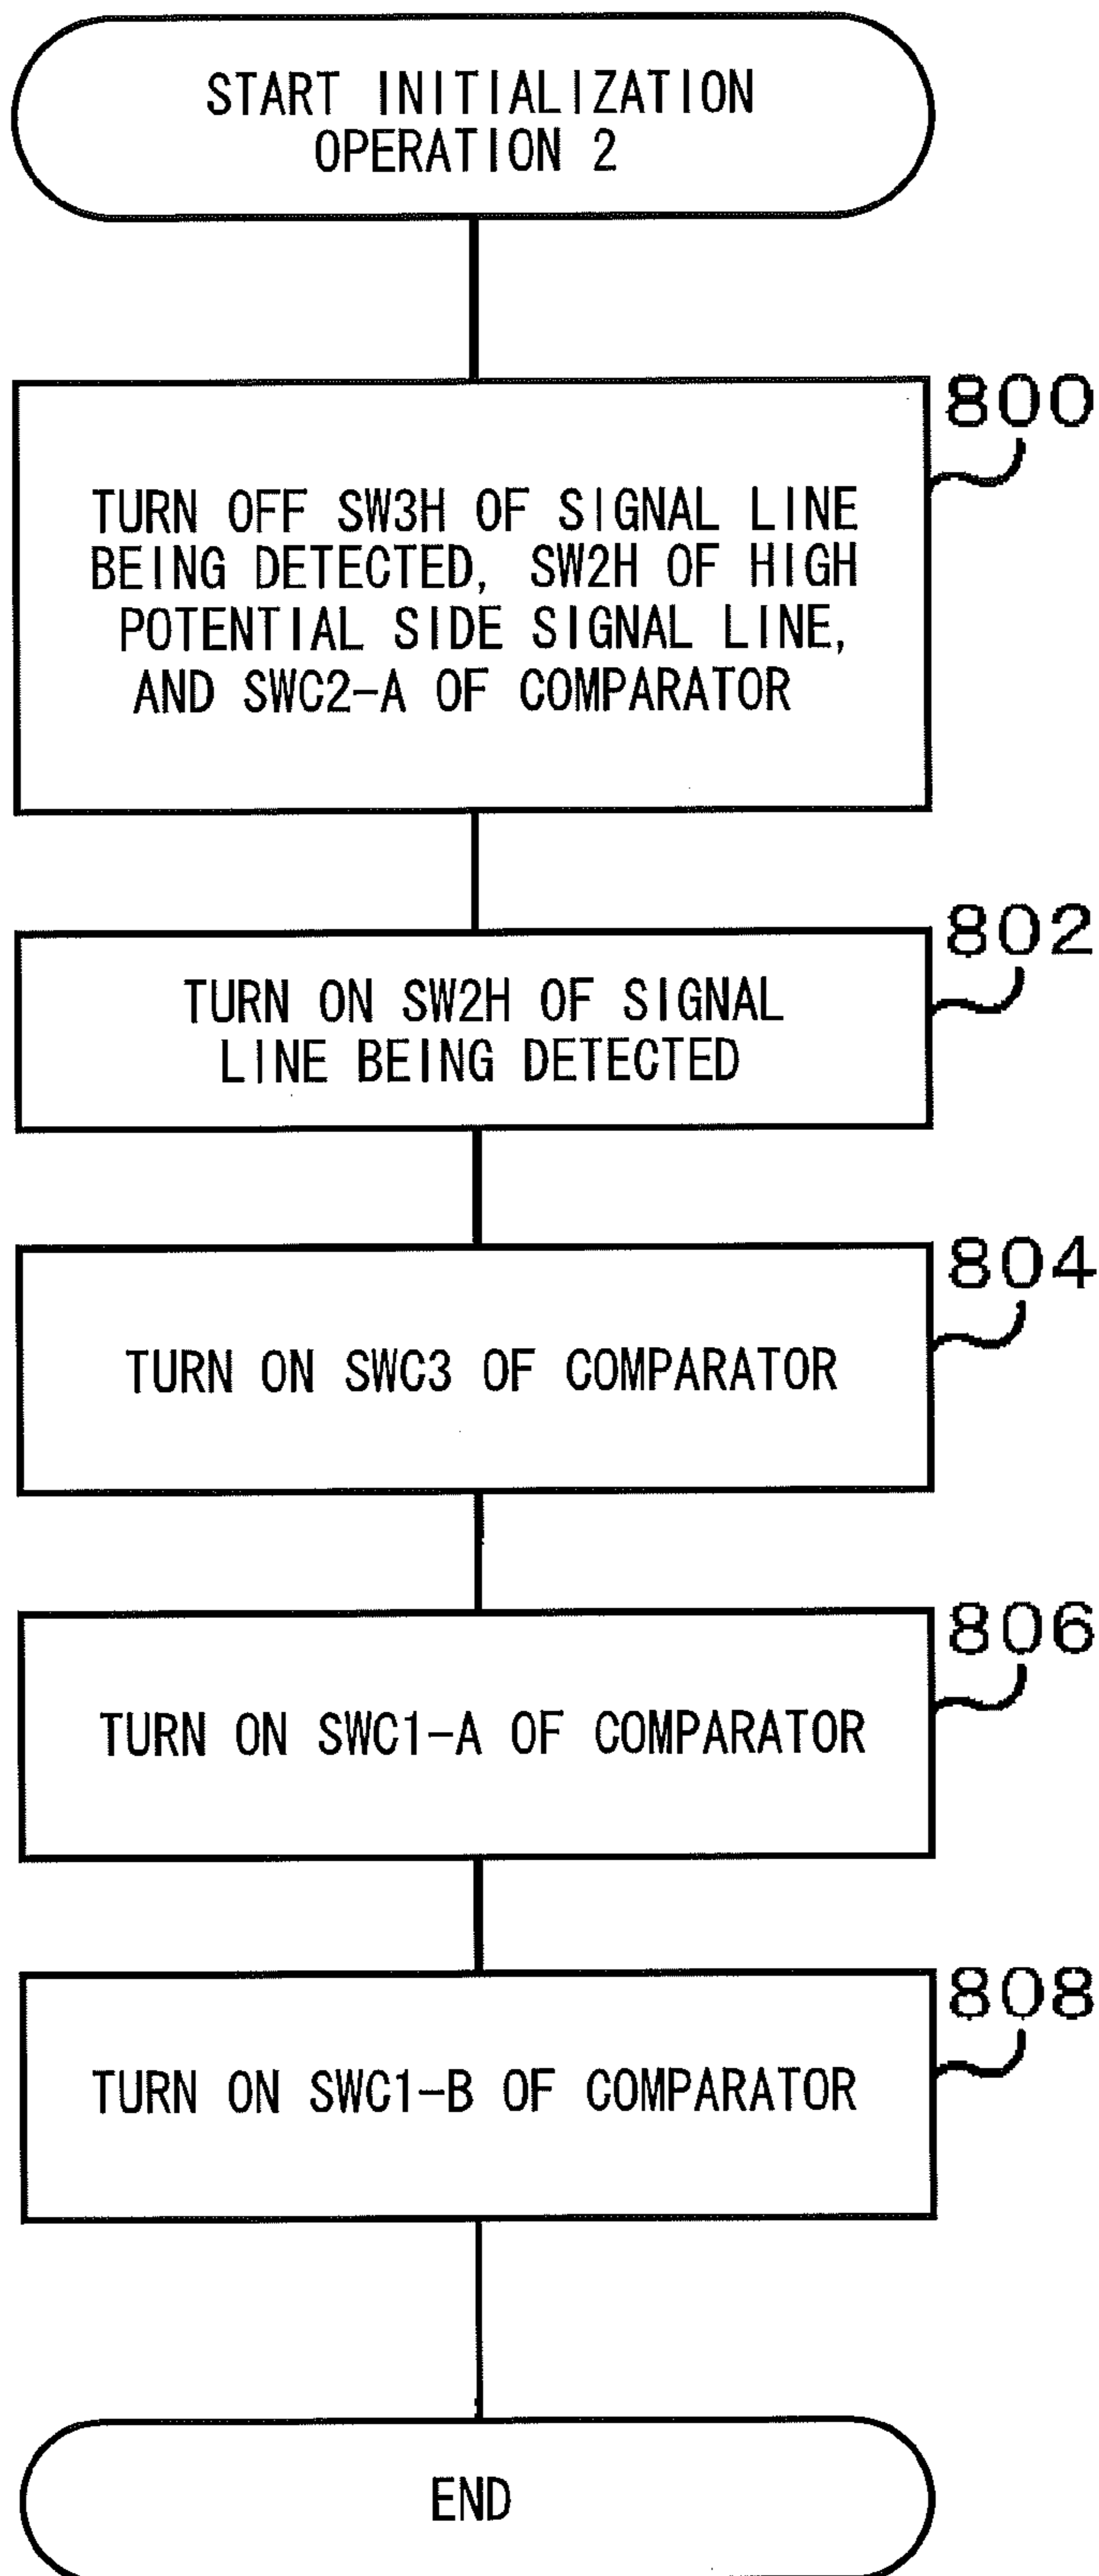 START INITIALIZATION
OPERATION 2
800
TURN OFF SW3H OF SIGNAL LINE
BEING DETECTED, SW2H OF HIGH
POTENTIAL SIDE SIGNAL LINE,
AND SWC2-A OF COMPARATOR
802
TURN ON SW2H OF SIGNAL
LINE BEING DETECTED
804
TURN ON SWC3 OF COMPARATOR
806
TURN ON SWC1-A OF COMPARATOR
808
TURN ON SWC1-B OF COMPARATOR
END